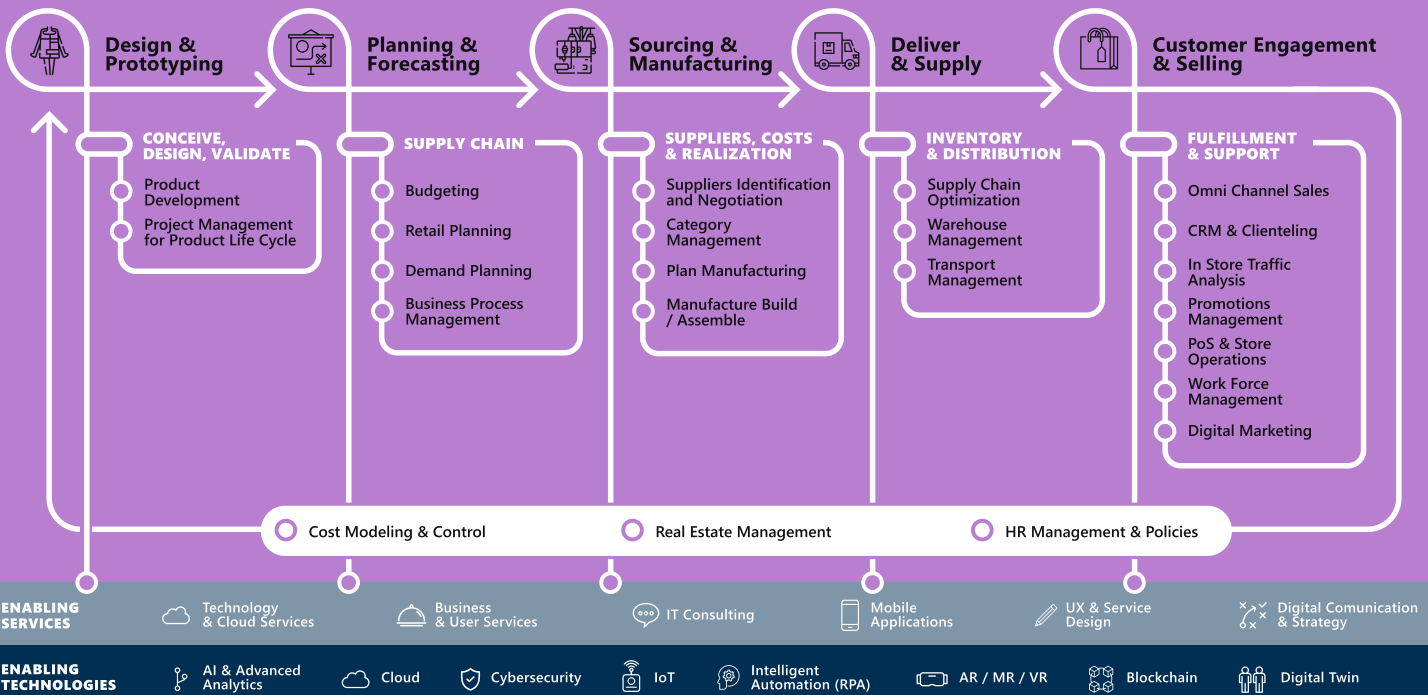 Design &
Prototyping
Planning &
Forecasting
Sourcing &
Manufacturing
Deliver
& Supply
Customer Engagement
& Selling
CONCEIVE,
DESIGN, VALIDATE
Product
Development
Project Management
for Product Life Cycle
SUPPLY CHAIN
Budgeting
Retail Planning
Demand Planning
Business Process
Management
SUPPLIERS, COSTS
& REALIZATION
Suppliers Identification
and Negotiation
Category
Management
Plan Manufacturing
Manufacture Build
/ Assemble
INVENTORY
& DISTRIBUTION
Supply Chain
Optimization
Warehouse
Management
Transport
Management
FULFILLMENT
& SUPPORT
Omni Channel Sales
CRM & Clienteling
In Store Traffic
Analysis
Promotions
Management
PoS & Store
Operations
Work Force
Management
Digital Marketing
Cost Modeling & Control
Real Estate Management
HR Management & Policies
ENABLING
SERVICES
Technology
& Cloud Services
Business
& User Services
IT Consulting
Mobile
Applications
UX & Service
Design
Digital Comunication
& Strategy
ENABLING
TECHNOLOGIES
AI & Advanced
Analytics
Cloud
Cybersecurity
IoT
Intelligent
Automation (RPA)
AR / MR / VR
Blockchain
Digital Twin